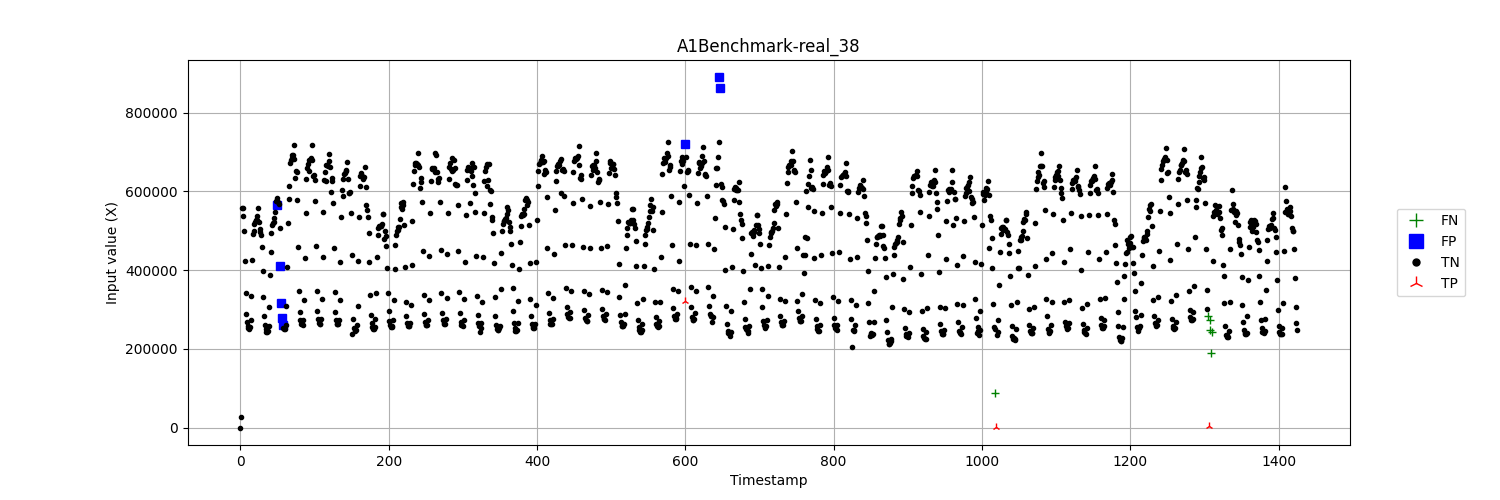 A1Benchmark-real_38
Input value (X)
800000
600000
400000
200000
0
0 200 400 600 800 1000 1200 1400
Timestamp
FN
FP
TN
TP